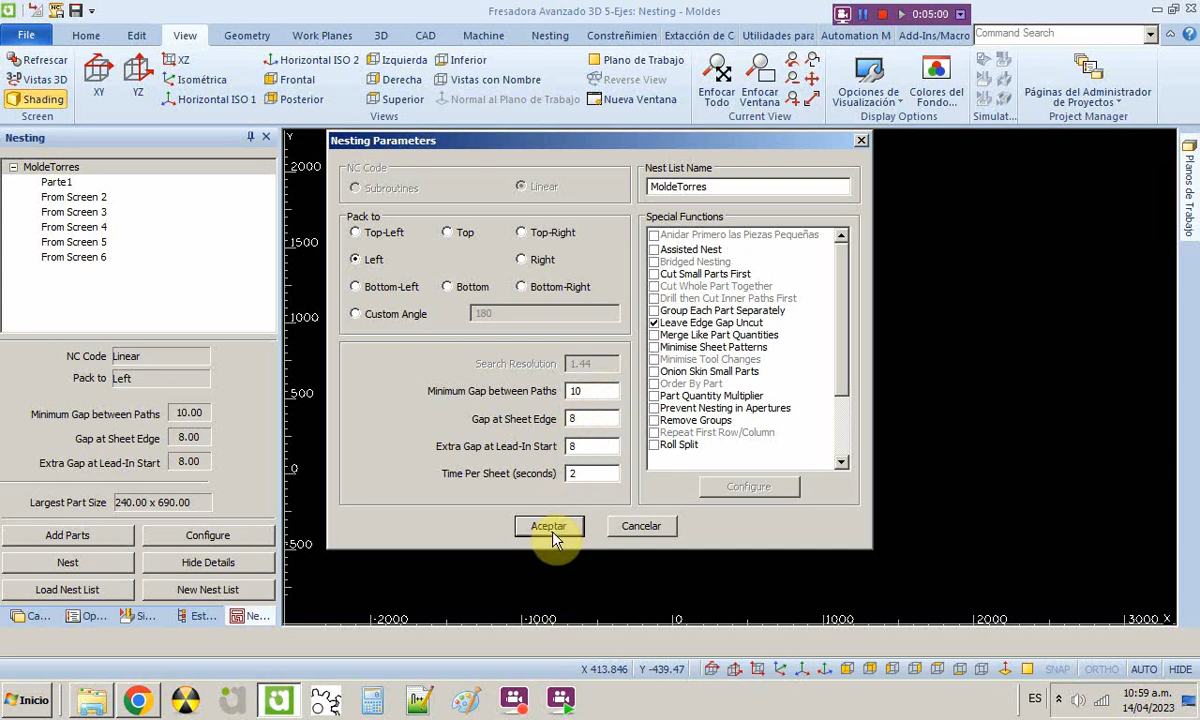 Fresadora Avanzado 3D 5-Ejes: Nesting - Moldes
0:05:09
File Home Edit View Geometry Work Planes 3D CAD Machine Nesting Constreñimien Extacción de C Utilidades para Automation M Add-Ins/Macro Command Search
Refrescar
Vistas 3D
Shading
Screen
XY
YZ
XZ
Isométrica
Horizontal ISO 1
Horizontal ISO 2
Frontal
Posterior
Izquierda
Derecha
Superior
Inferior
Vistas con Nombre
Normal al Plano de Trabajo
Views
Plano de Trabajo
Reverse View
Nueva Ventana
Enfocar Todo
Enfocar Ventana
Current View
Opciones de Visualización
Colores del Fondo...
Display Options
Simulat...
Páginas del Administrador de Proyectos
Project Manager
Nesting
MoldeTorres
Parte1
From Screen 2
From Screen 3
From Screen 4
From Screen 5
From Screen 6
NC Code Linear
Pack to Left
Minimum Gap between Paths 10.00
Gap at Sheet Edge 8.00
Extra Gap at Lead-In Start 8.00
Largest Part Size 240.00 x 690.00
Add Parts Configure
Nest Hide Details
Load Nest List New Nest List
Ca... Op... Si... Est... Ne...
Y
2000
1500
1000
500
0
-500
-2000 -1000 0 1000 2000 3000 X
Nesting Parameters
NC Code
Subroutines Linear
Pack to
Top-Left Top Top-Right
Left Right
Bottom-Left Bottom Bottom-Right
Custom Angle 180
Search Resolution 1.44
Minimum Gap between Paths 10
Gap at Sheet Edge 8
Extra Gap at Lead-In Start 8
Time Per Sheet (seconds) 2
Nest List Name
MoldeTorres
Special Functions
Anidar Primero las Piezas Pequeñas
Assisted Nest
Bridged Nesting
Cut Small Parts First
Cut Whole Part Together
Drill then Cut Inner Paths First
Group Each Part Separately
Leave Edge Gap Uncut
Merge Like Part Quantities
Minimise Sheet Patterns
Minimise Tool Changes
Onion Skin Small Parts
Order By Part
Part Quantity Multiplier
Prevent Nesting in Apertures
Remove Groups
Repeat First Row/Column
Roll Split
Configure
Aceptar Cancelar
Planos de Trabajo
X 413.846 Y -439.47 SNAP ORTHO AUTO HIDE
Inicio ES 10:59 a.m.
14/04/2023